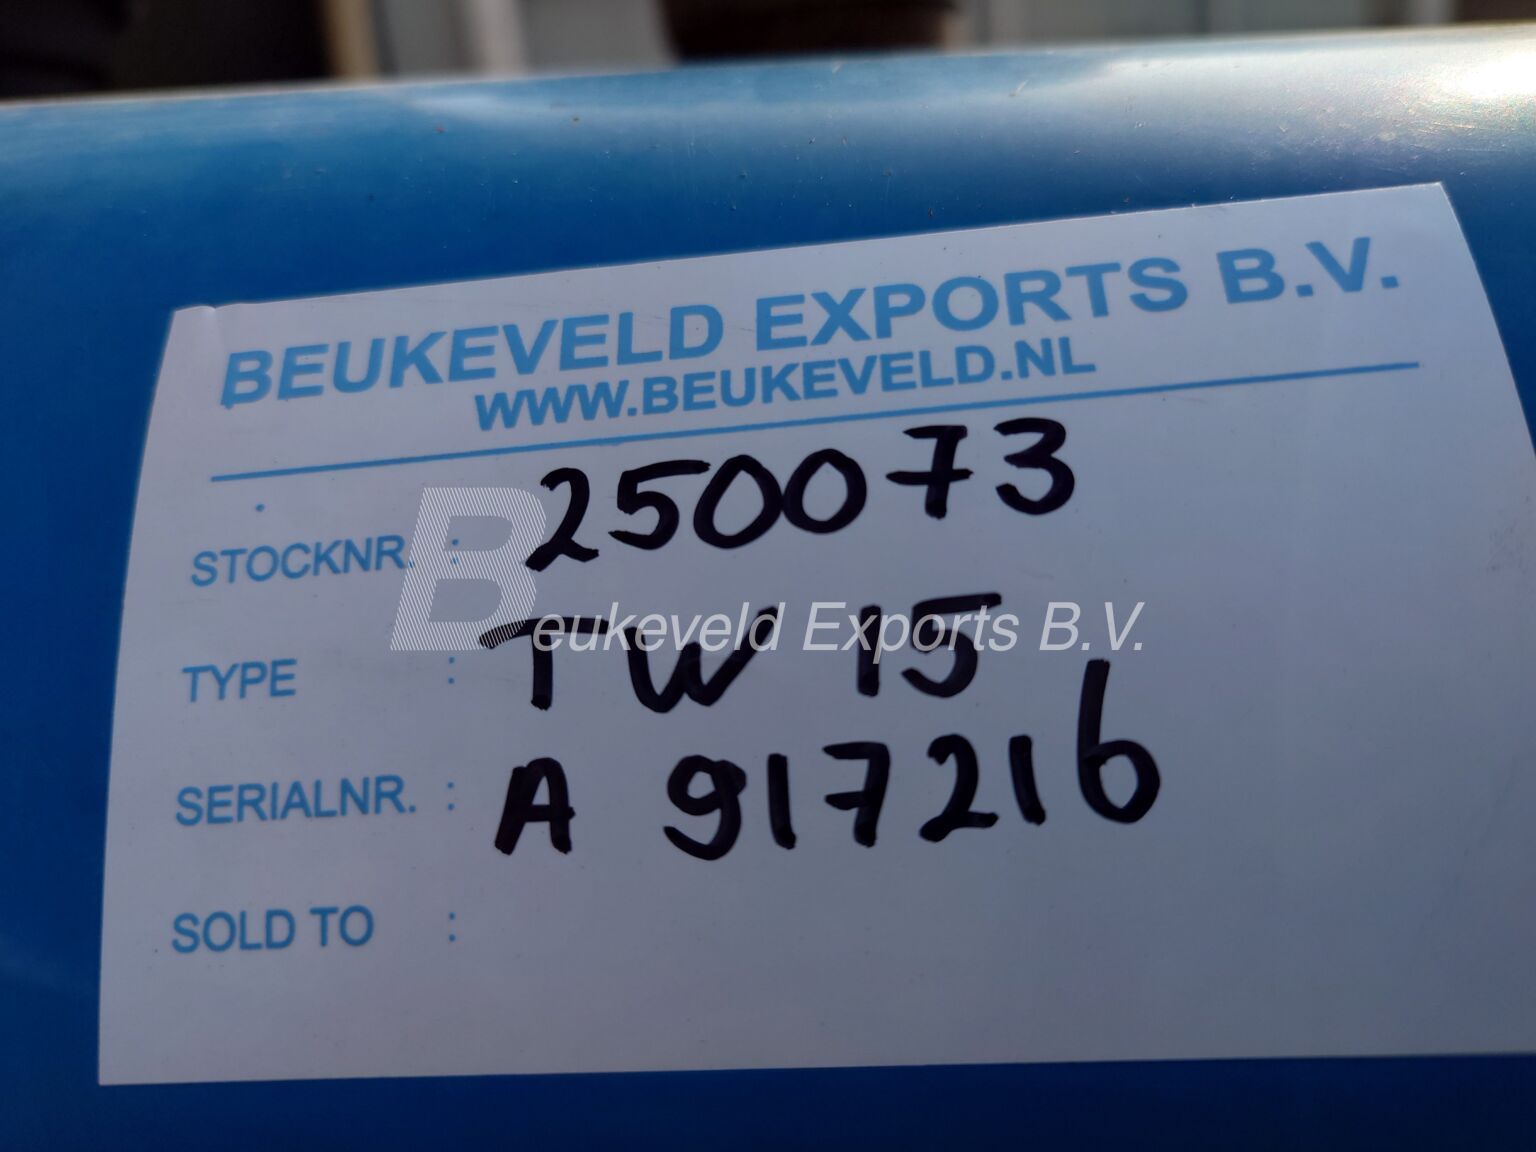 BEUKEVELD EXPORTS B.V.
WWW.BEUKEVELD.NL
STOCKNR. : 250073
Beukeveld Exports B.V.
TYPE : TW 15
SERIALNR. : A 917216
SOLD TO :